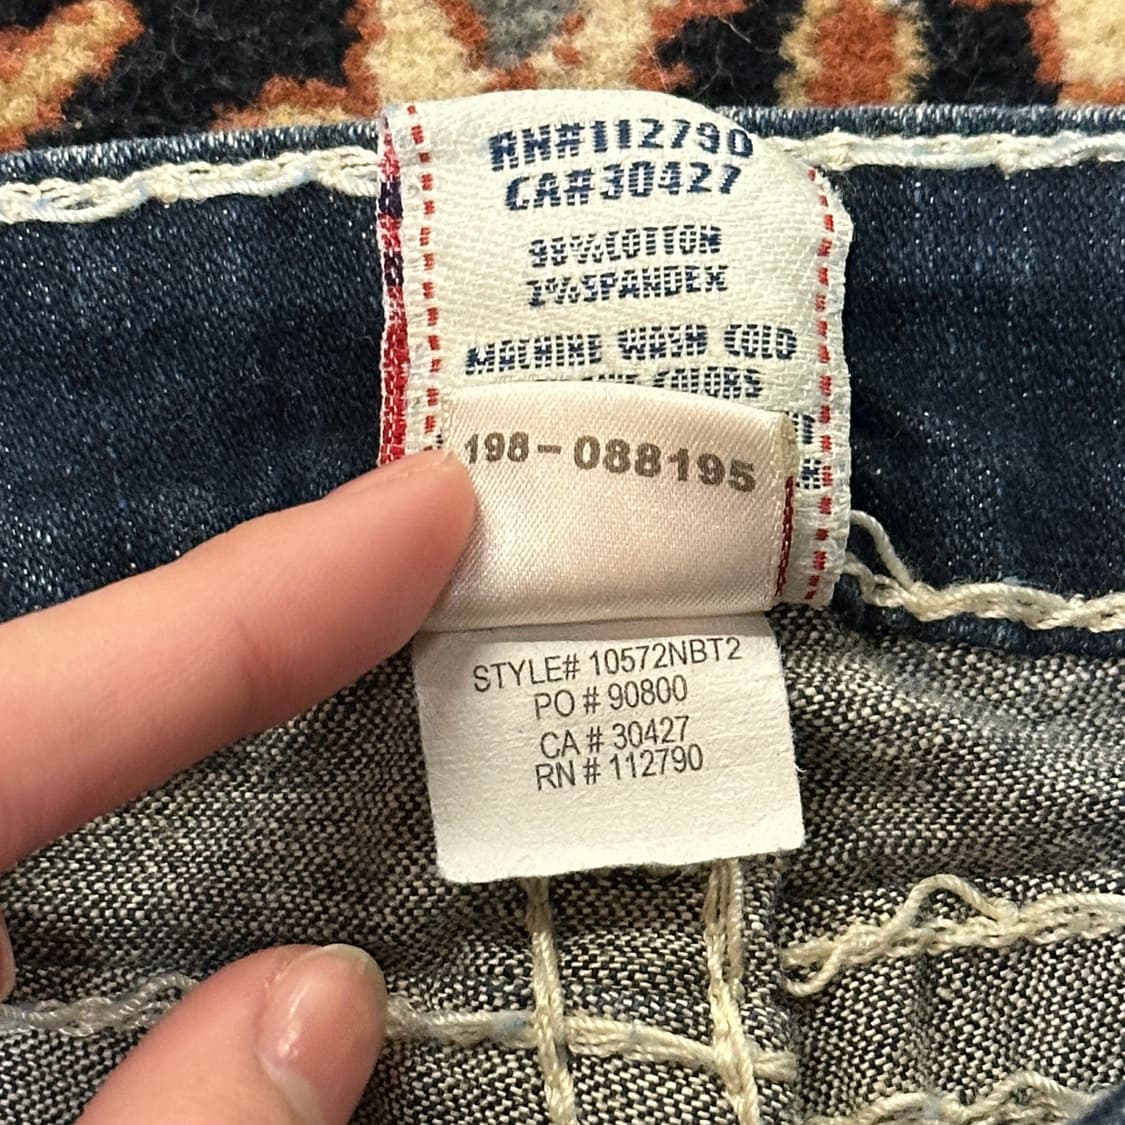 RN#112790
CA#30427
98%COTTON
2%SPANDEX
MACHINE WASH COLD
COLORS
198-088195
STYLE# 10572NBT2
PO # 90800
CA # 30427
RN # 112790